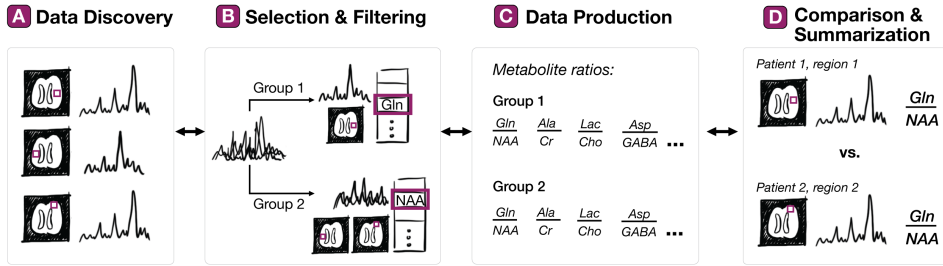 A Data Discovery
B Selection & Filtering
Group 1
Gln
Group 2
NAA
C Data Production
Metabolite ratios:
Group 1
Gln Ala Lac Asp
NAA Cr Cho GABA ...
Group 2
Gln Ala Lac Asp
NAA Cr Cho GABA ...
D Comparison &
Summarization
Patient 1, region 1
Gln
NAA
vs.
Patient 2, region 2
Gln
NAA